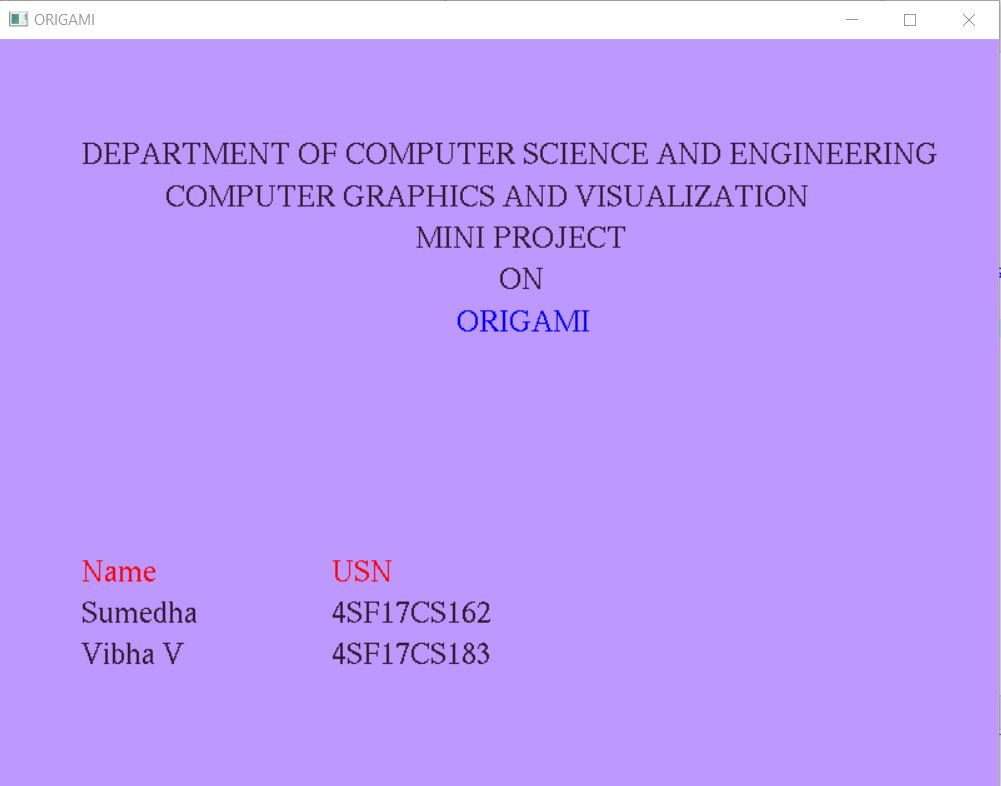 ORIGAMI
DEPARTMENT OF COMPUTER SCIENCE AND ENGINEERING
COMPUTER GRAPHICS AND VISUALIZATION
MINI PROJECT
ON
ORIGAMI
Name USN
Sumedha 4SF17CS162
Vibha V 4SF17CS183